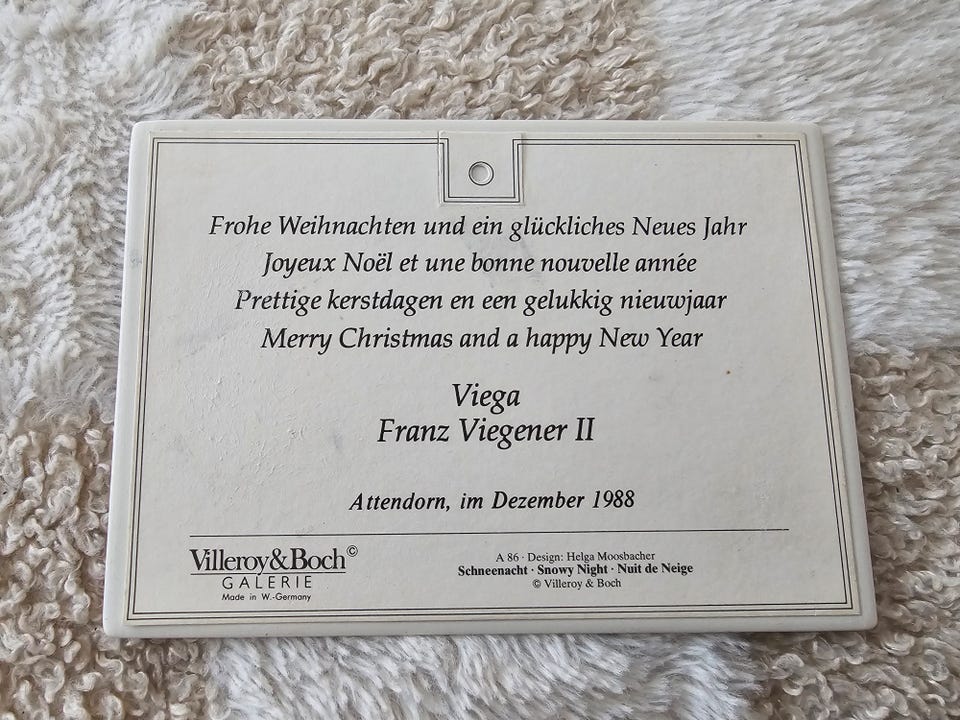 Frohe Weihnachten und ein glückliches Neues Jahr
Joyeux Noël et une bonne nouvelle année
Prettige kerstdagen en een gelukkig nieuwjaar
Merry Christmas and a happy New Year
Viega
Franz Viegener II
Attendorn, im Dezember 1988
Villeroy&Boch©
GALERIE
Made in W.-Germany
A 86 · Design: Helga Moosbacher
Schneenacht · Snowy Night · Nuit de Neige
© Villeroy & Boch